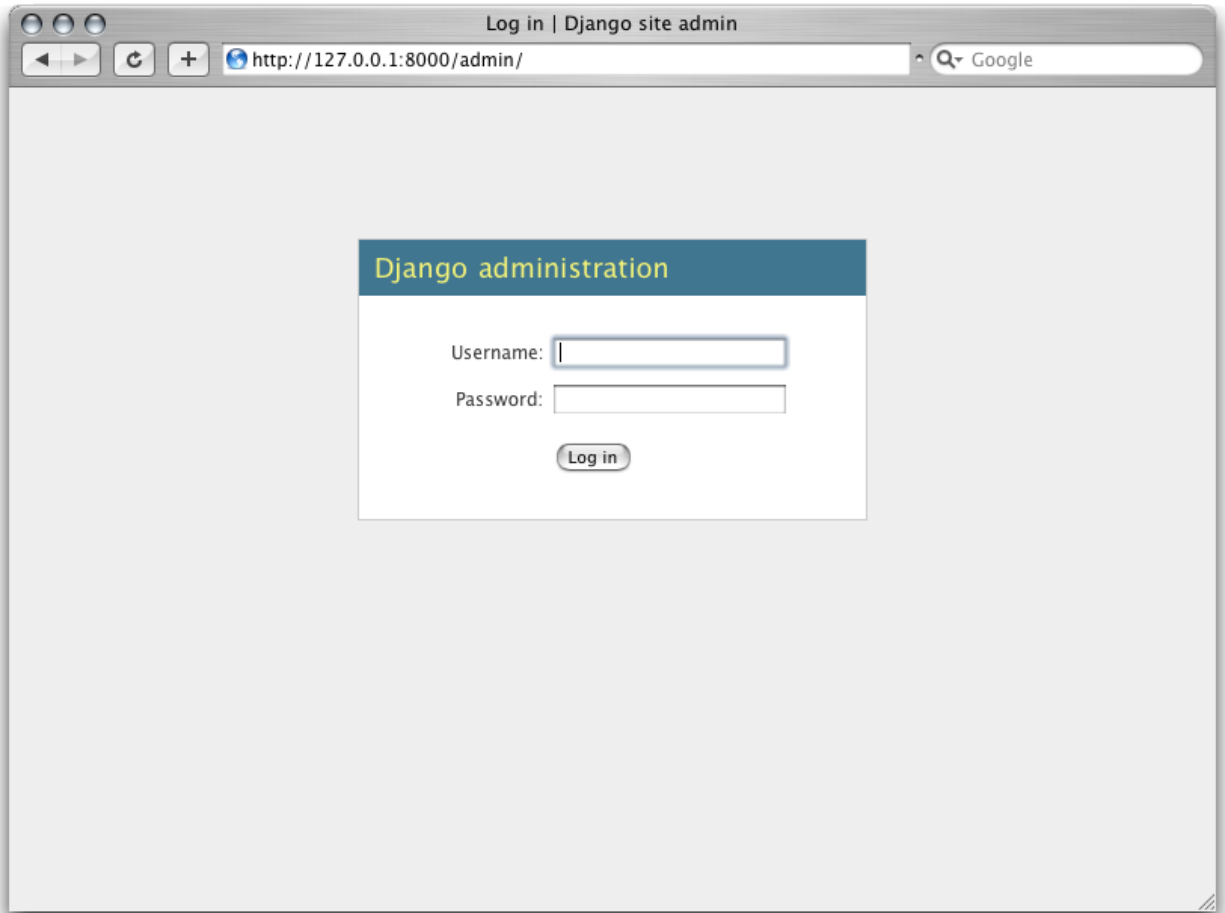 Log in | Django site admin
http://127.0.0.1:8000/admin/
Google
Django administration
Username:
Password:
Log in